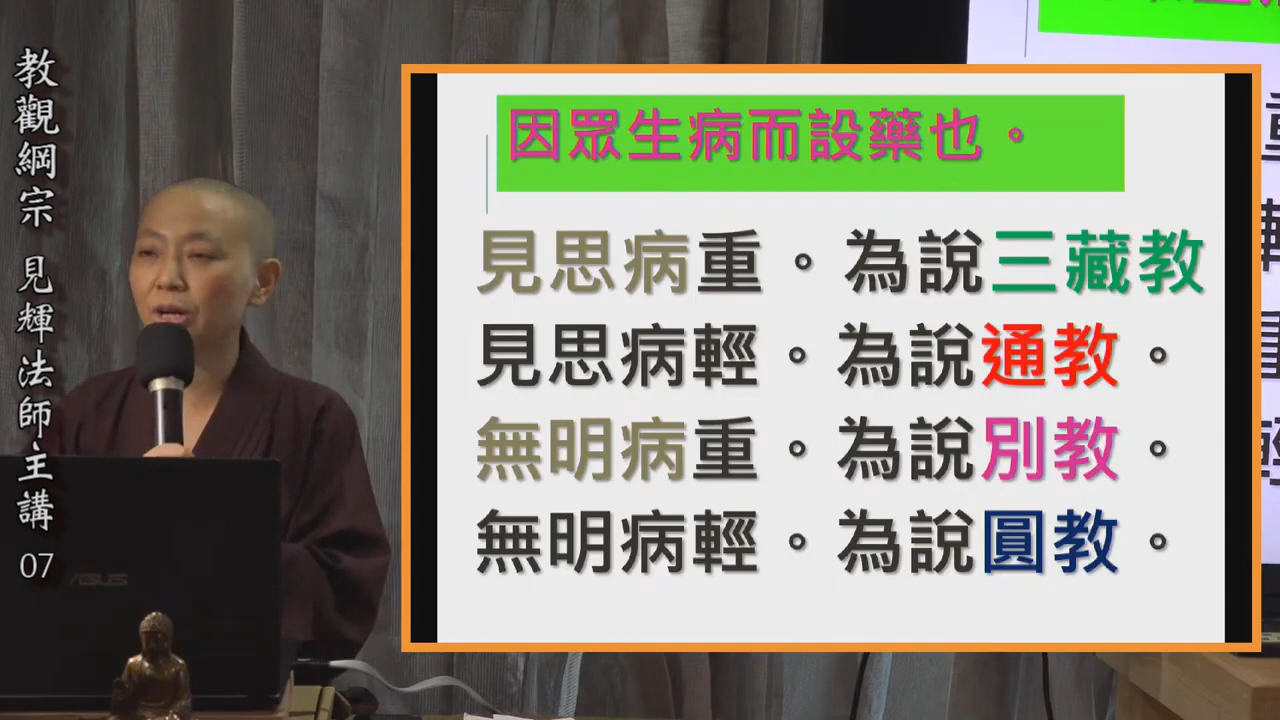 教觀綱宗 見輝法師主講 07
因眾生病而設藥也。
見思病重。為說三藏教
見思病輕。為說通教。
無明病重。為說別教。
無明病輕。為說圓教。
ASUS